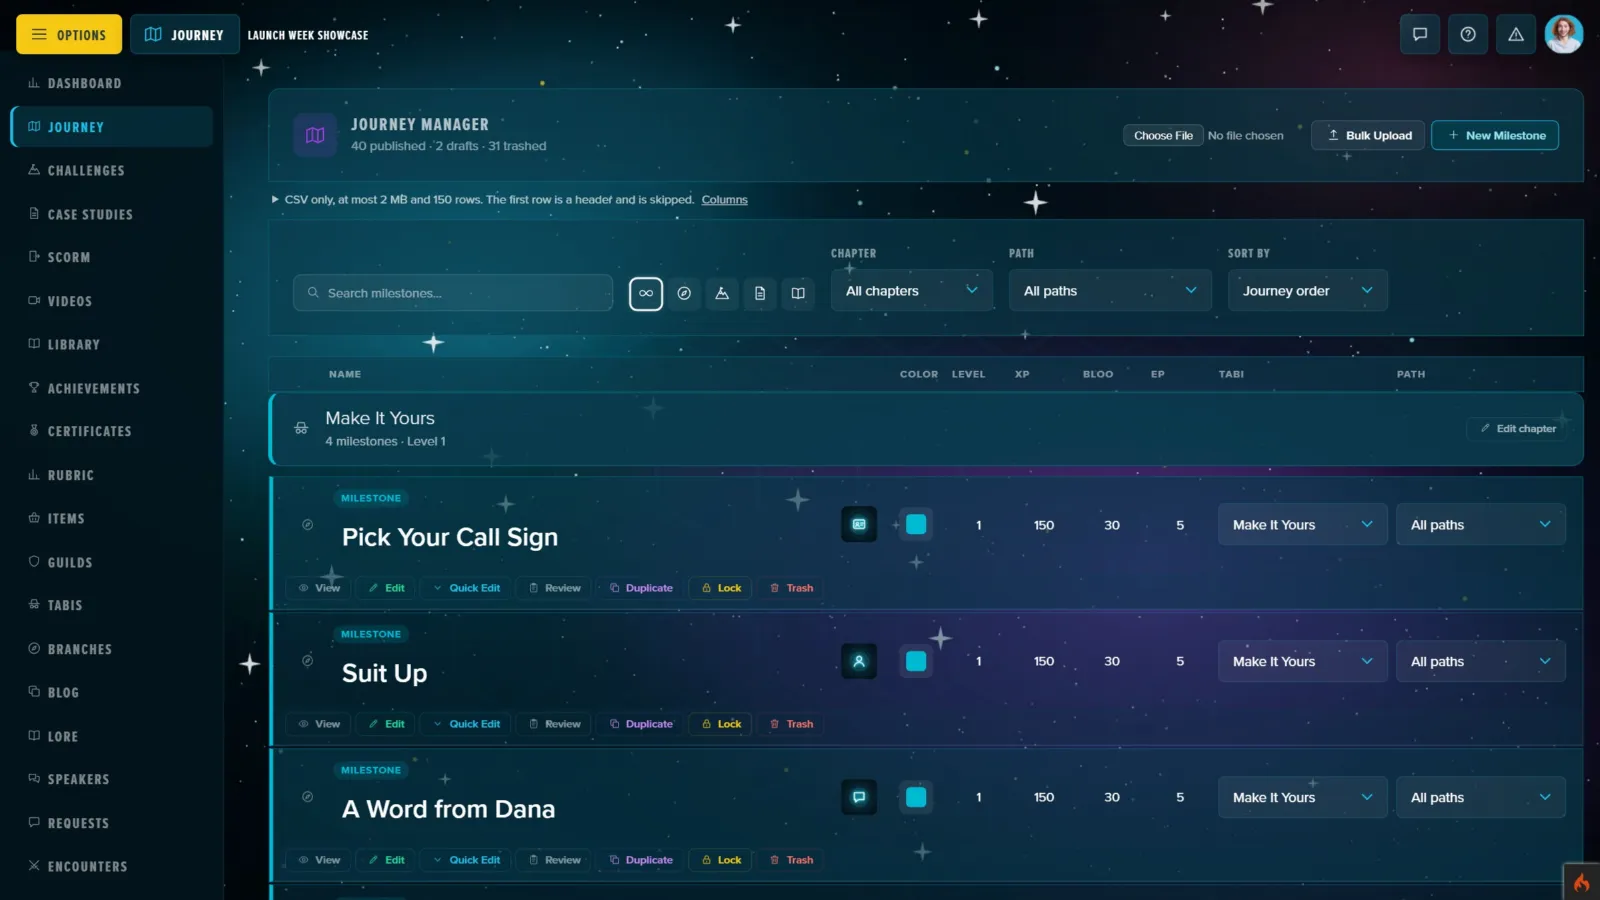 OPTIONS
JOURNEY
LAUNCH WEEK SHOWCASE
DASHBOARD
JOURNEY
CHALLENGES
CASE STUDIES
SCORM
VIDEOS
LIBRARY
ACHIEVEMENTS
CERTIFICATES
RUBRIC
ITEMS
GUILDS
TABIS
BRANCHES
BLOG
LORE
SPEAKERS
REQUESTS
ENCOUNTERS
JOURNEY MANAGER
40 published · 2 drafts · 31 trashed
Choose File No file chosen
Bulk Upload
New Milestone
CSV only, at most 2 MB and 150 rows. The first row is a header and is skipped. Columns
Search milestones...
CHAPTER
All chapters
PATH
All paths
SORT BY
Journey order
NAME COLOR LEVEL XP BLOO EP TABI PATH
Make It Yours
4 milestones · Level 1
Edit chapter
MILESTONE
Pick Your Call Sign
1 150 30 5 Make It Yours All paths
View Edit Quick Edit Review Duplicate Lock Trash
MILESTONE
Suit Up
1 150 30 5 Make It Yours All paths
View Edit Quick Edit Review Duplicate Lock Trash
MILESTONE
A Word from Dana
1 150 30 5 Make It Yours All paths
View Edit Quick Edit Review Duplicate Lock Trash